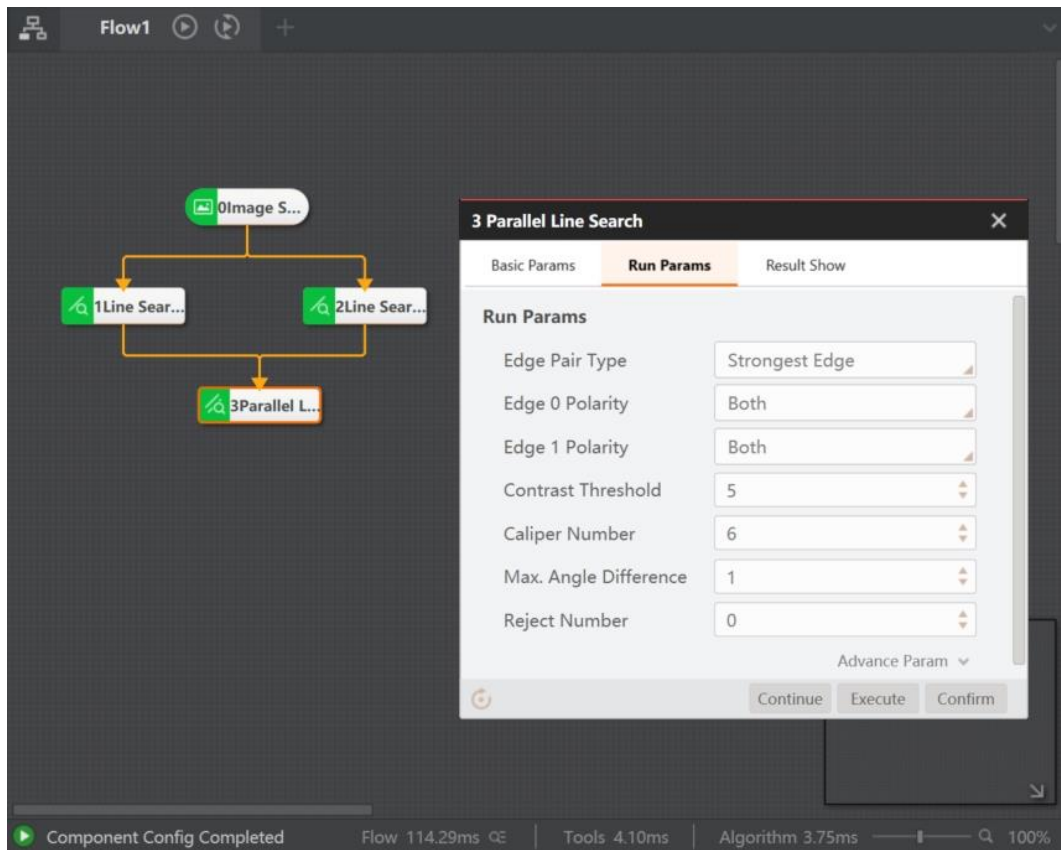 Flow1
0Image S...
1Line Sear...
2Line Sear...
3Parallel L...
3 Parallel Line Search
Basic Params Run Params Result Show
Run Params
Edge Pair Type Strongest Edge
Edge 0 Polarity Both
Edge 1 Polarity Both
Contrast Threshold 5
Caliper Number 6
Max. Angle Difference 1
Reject Number 0
Advance Param
Continue Execute Confirm
Component Config Completed Flow 114.29ms Tools 4.10ms Algorithm 3.75ms 100%